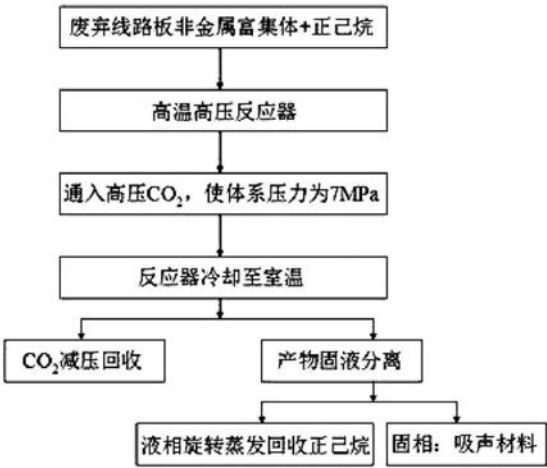 废弃线路板非金属富集体+正己烷
高温高压反应器
通入高压CO₂，使体系压力为7MPa
反应器冷却至室温
CO₂减压回收
产物固液分离
液相旋转蒸发回收正己烷
固相：吸声材料